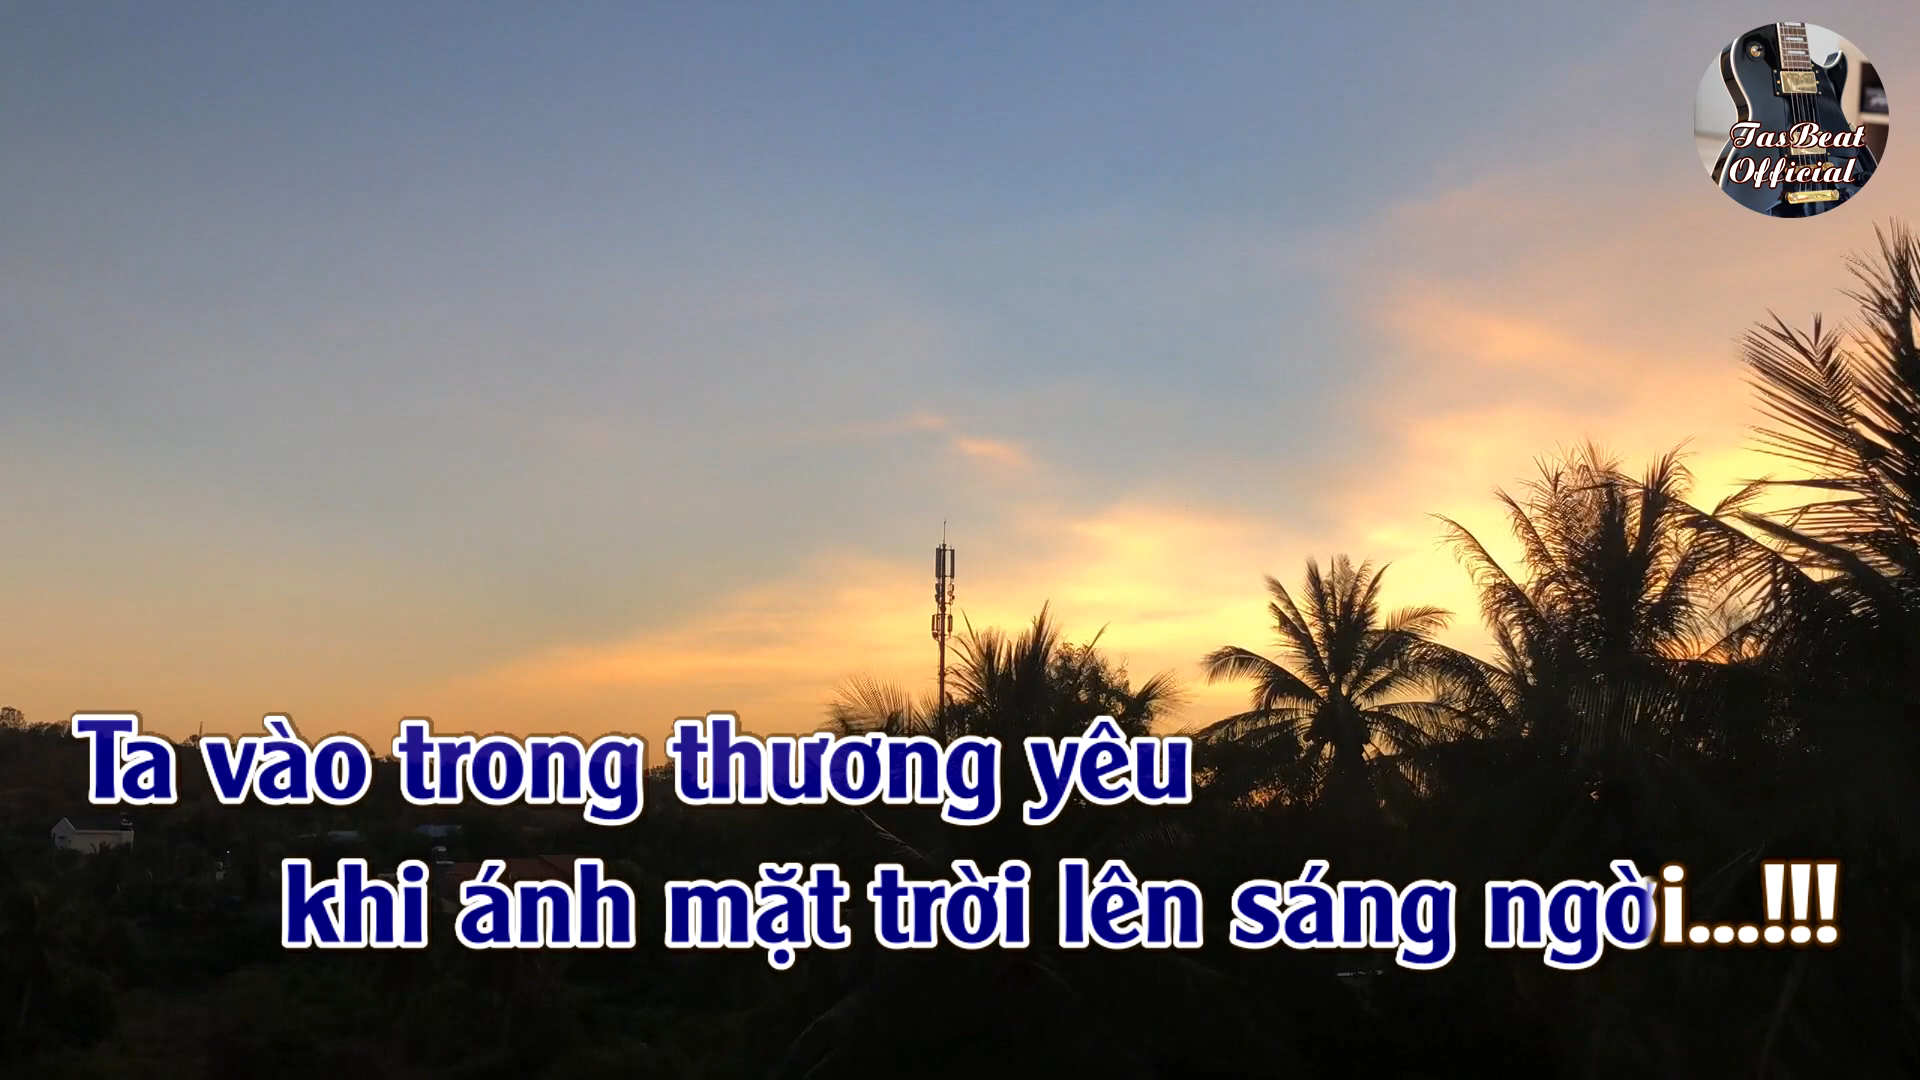 TasBeat
Official
Ta vào trong thương yêu
khi ánh mặt trời lên sáng ngời...!!!